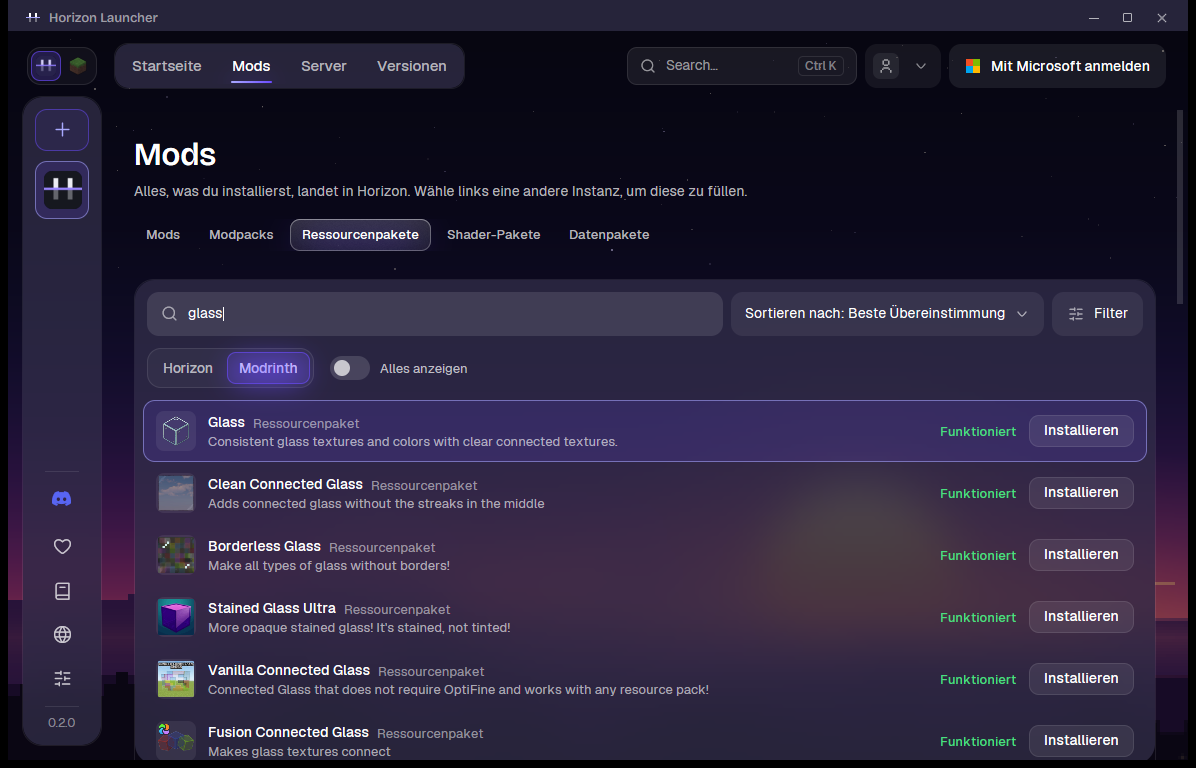 Horizon Launcher
Startseite Mods Server Versionen
Search... Ctrl K
Mit Microsoft anmelden
Mods
Alles, was du installierst, landet in Horizon. Wähle links eine andere Instanz, um diese zu füllen.
Mods Modpacks Ressourcenpakete Shader-Pakete Datenpakete
glass
Sortieren nach: Beste Übereinstimmung
Filter
Horizon Modrinth Alles anzeigen
Glass Ressourcenpaket
Consistent glass textures and colors with clear connected textures.
Funktioniert Installieren
Clean Connected Glass Ressourcenpaket
Adds connected glass without the streaks in the middle
Funktioniert Installieren
Borderless Glass Ressourcenpaket
Make all types of glass without borders!
Funktioniert Installieren
Stained Glass Ultra Ressourcenpaket
More opaque stained glass! It's stained, not tinted!
Funktioniert Installieren
Vanilla Connected Glass Ressourcenpaket
Connected Glass that does not require OptiFine and works with any resource pack!
Funktioniert Installieren
Fusion Connected Glass Ressourcenpaket
Makes glass textures connect
Funktioniert Installieren
0.2.0